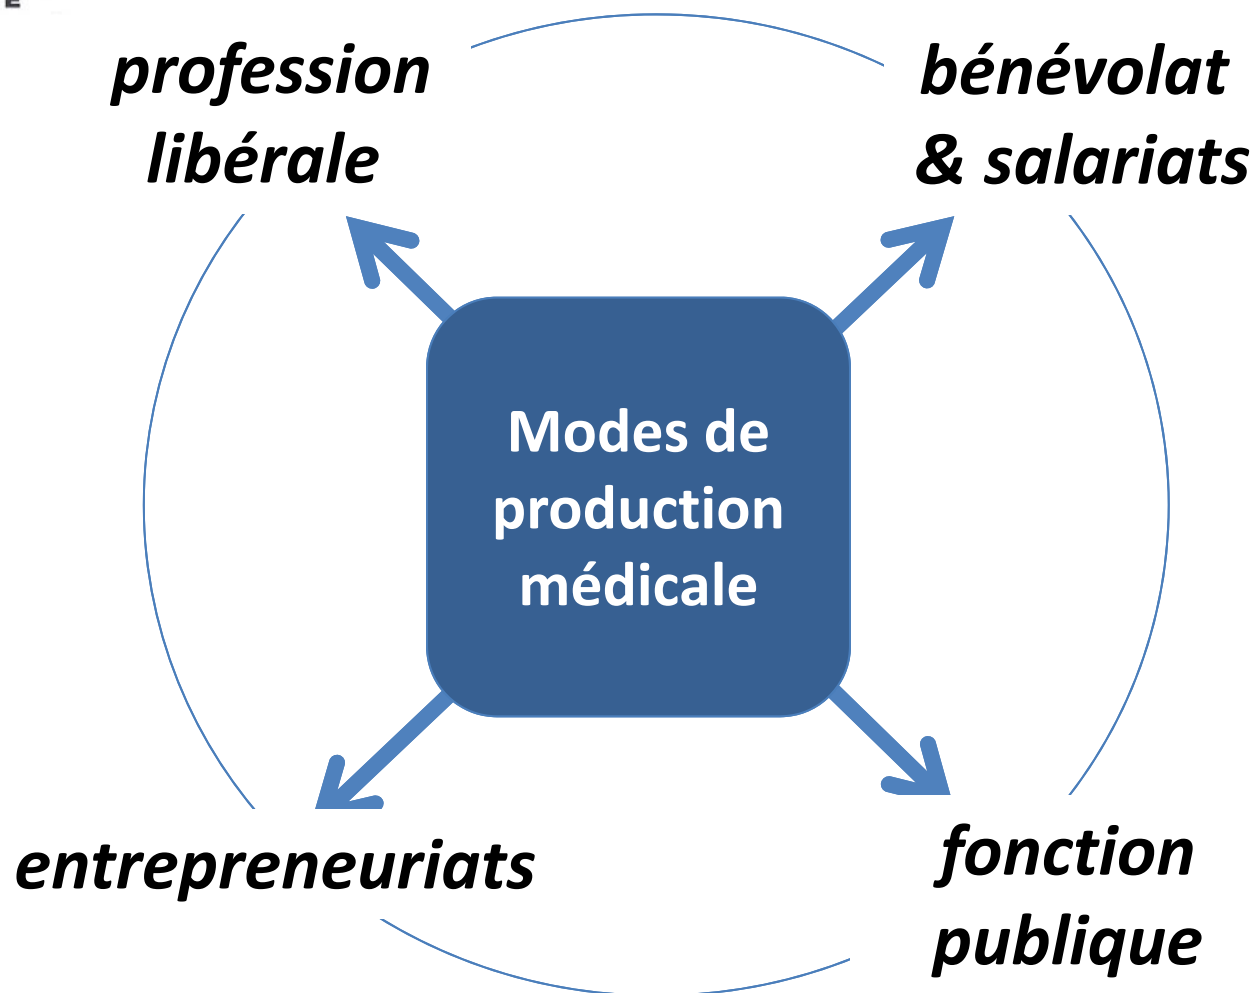 E
profession
libérale
bénévolat
& salariats
Modes de
production
médicale
entrepreneuriats
fonction
publique